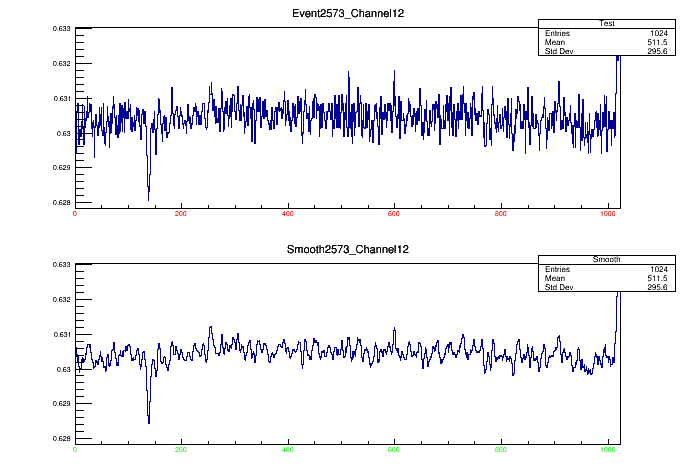 Event2573_Channel12
Test
Entries 1024
Mean 511.5
Std Dev 295.6
0.633
0.632
0.631
0.63
0.629
0.628
0 200 400 600 800 1000
Smooth2573_Channel12
Smooth
Entries 1024
Mean 511.5
Std Dev 295.6
0.633
0.632
0.631
0.63
0.629
0.628
0 200 400 600 800 1000